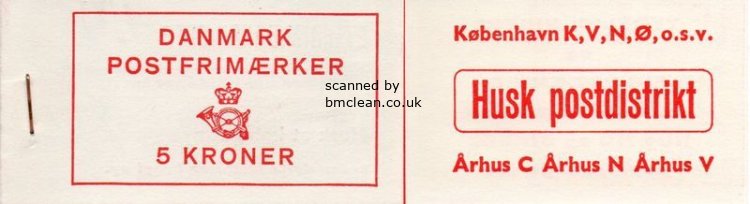 DANMARK
POSTFRIMÆRKER
5 KRONER
scanned by
bmclean.co.uk
København K, V, N, Ø, o.s.v.
Husk postdistrikt
Århus C Århus N Århus V